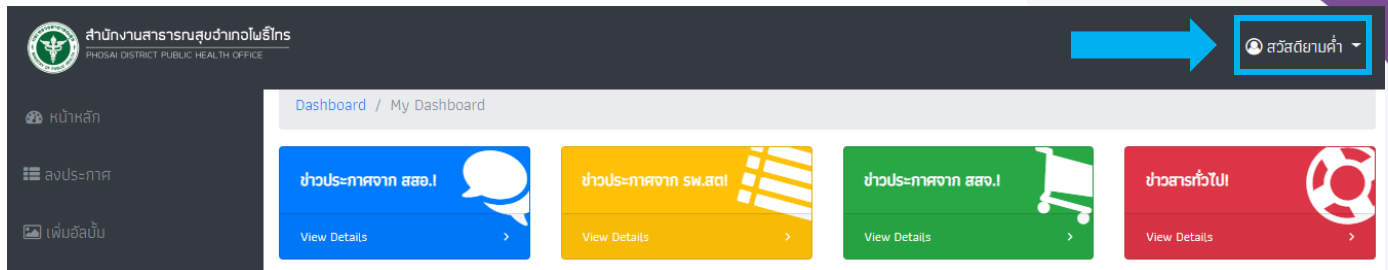 สำนักงานสาธารณสุขอำเภอโพธิ์ไทร
PHOSAI DISTRICT PUBLIC HEALTH OFFICE
สวัสดียามค่ำ
หน้าหลัก
ลงประกาศ
เพิ่มอัลบั้ม
Dashboard / My Dashboard
ข่าวประกาศจาก สสอ.!
View Details
ข่าวประกาศจาก รพ.สต!
View Details
ข่าวประกาศจาก สสจ.!
View Details
ข่าวสารทั่วไป!
View Details